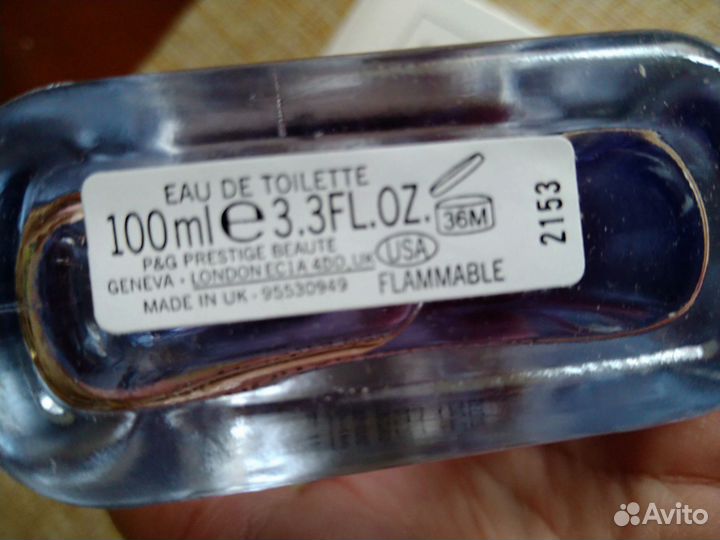 EAU DE TOILETTE
100ml e 3.3FL.OZ. 36M
P&G PRESTIGE BEAUTE USA
GENEVA · LONDON EC1A 4DD, UK FLAMMABLE
MADE IN UK · 95530949
2153
Avito